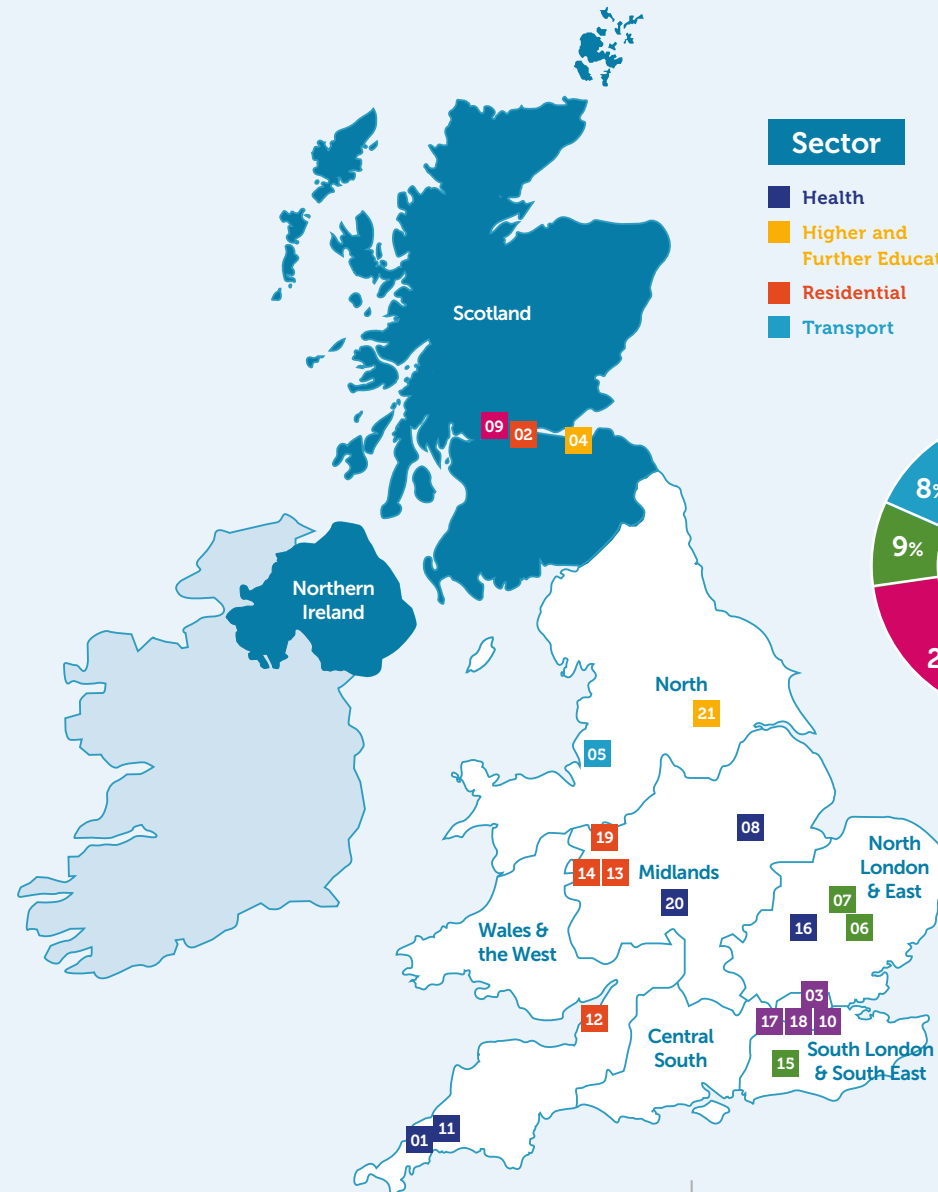 Sector
Health
Higher and
Further Educat
Residential
Transport
Scotland
09
02
04
8%
9%
2
Northern
Ireland
North
21
05
08
19
14
13
Midlands
20
North
London
& East
07
06
16
Wales &
the West
03
17
18
10
12
Central
South
South London
& South East
15
11
01